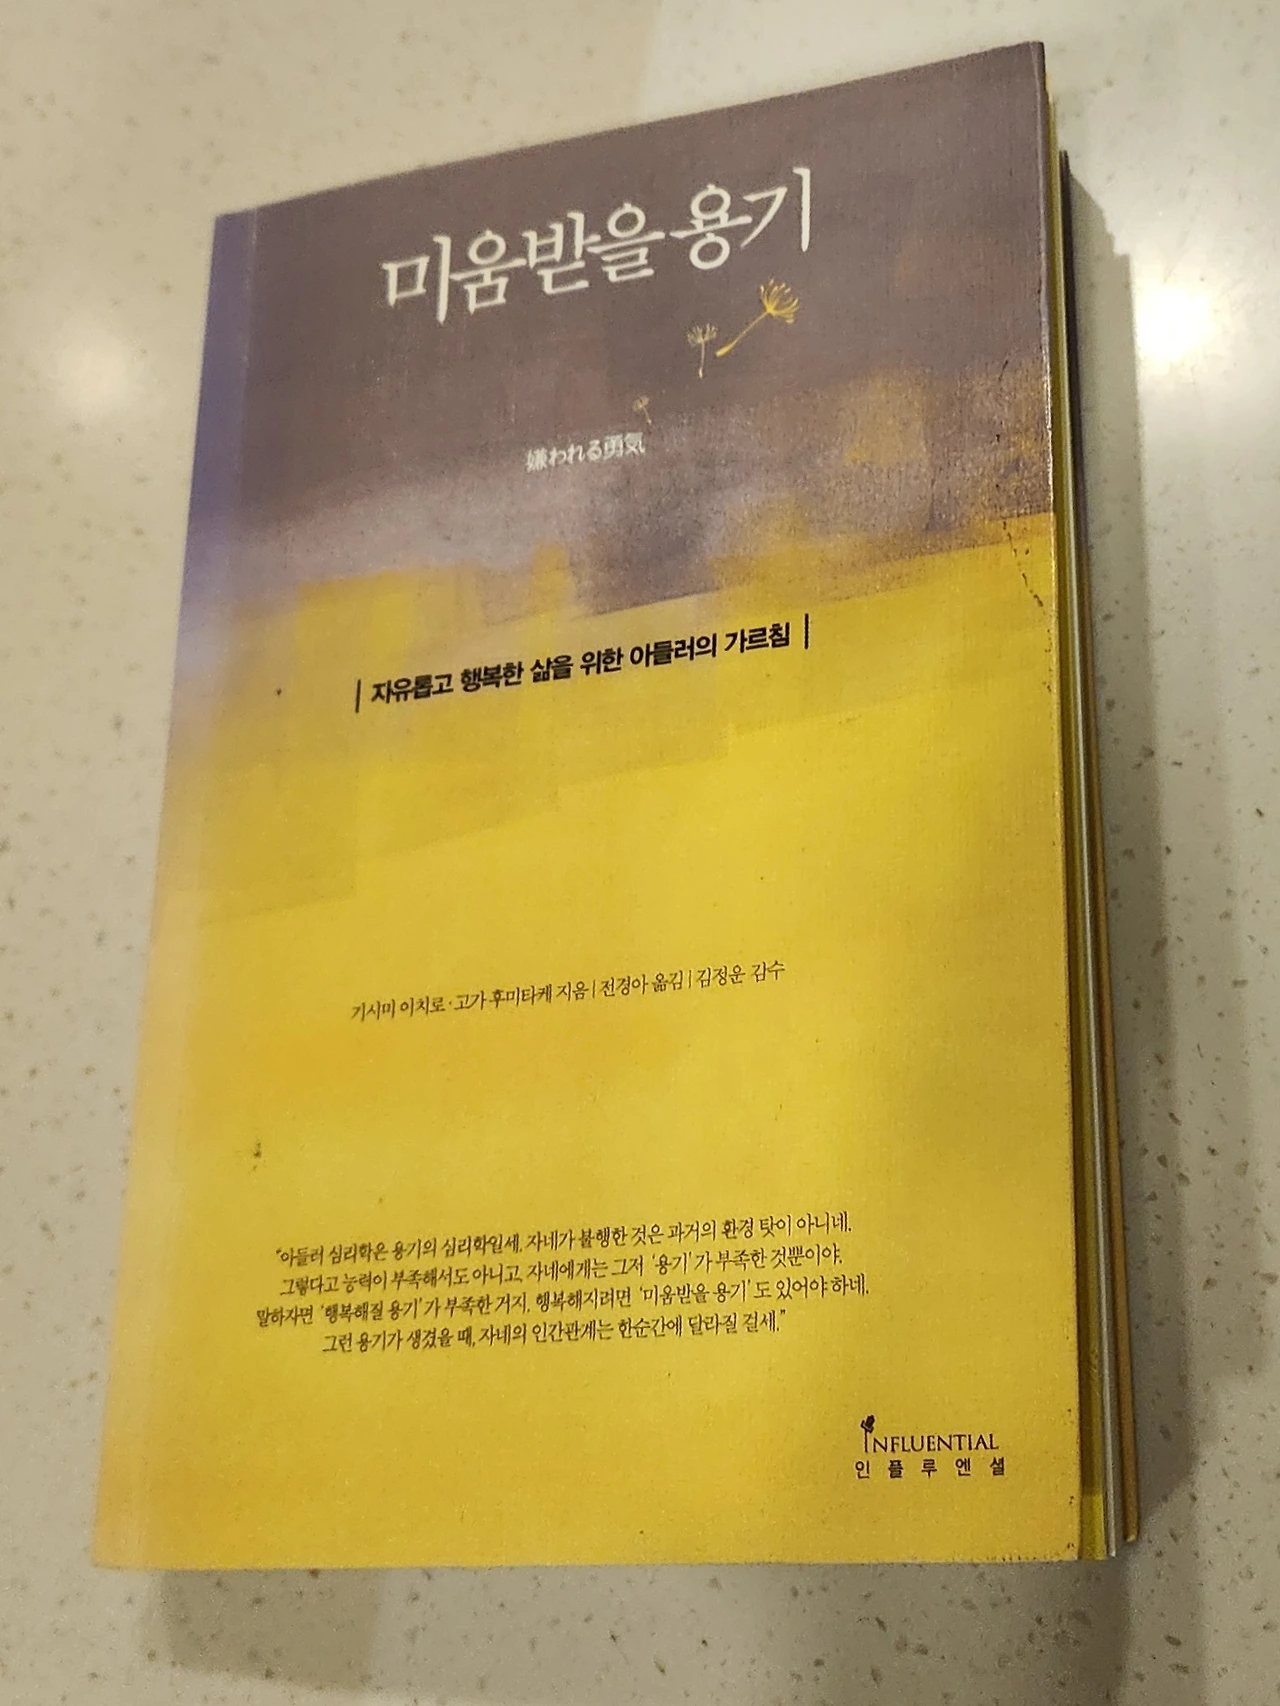 미움받을 용기
嫌われる勇気
| 자유롭고 행복한 삶을 위한 아들러의 가르침 |
기시미 이치로·고가 후미타케 지음 | 전경아 옮김 | 김정운 감수
“아들러 심리학은 용기의 심리학일세. 자네가 불행한 것은 과거의 환경 탓이 아니네.
그렇다고 능력이 부족해서도 아니고. 자네에게는 그저 ‘용기’가 부족한 것뿐이야.
말하자면 ‘행복해질 용기’가 부족한 거지. 행복해지려면 ‘미움받을 용기’도 있어야 하네.
그런 용기가 생겼을 때, 자네의 인간관계는 한순간에 달라질 걸세.”
INFLUENTIAL
인플루엔셜